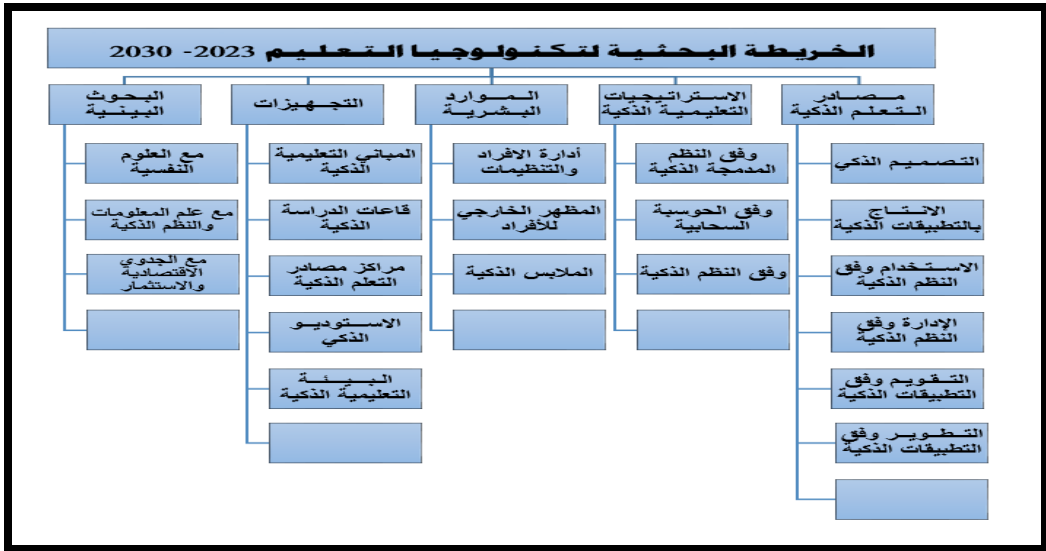 الخريطة البحثية لتكنولوجيا التعليم 2023- 2030
مصادر
التعلم الذكية
التصميم الذكي
الانتاج
بالتطبيقات الذكية
الاستخدام وفق
النظم الذكية
الإدارة وفق
النظم الذكية
التقويم وفق
التطبيقات الذكية
التطوير وفق
التطبيقات الذكية
الاستراتيجيات
التعليمية الذكية
وفق النظم
المدمجة الذكية
وفق الحوسبة
السحابية
وفق النظم الذكية
الموارد
البشرية
أدارة الافراد
والتنظيمات
المظهر الخارجي
للأفراد
الملابس الذكية
التجهيزات
المباني التعليمية
الذكية
قاعات الدراسة
الذكية
مراكز مصادر
التعلم الذكية
الاستوديو
الذكي
البيئة
التعليمية الذكية
البحوث
البينية
مع العلوم
النفسية
مع علم المعلومات
والنظم الذكية
مع الجدوي
الاقتصادية
والاستثمار